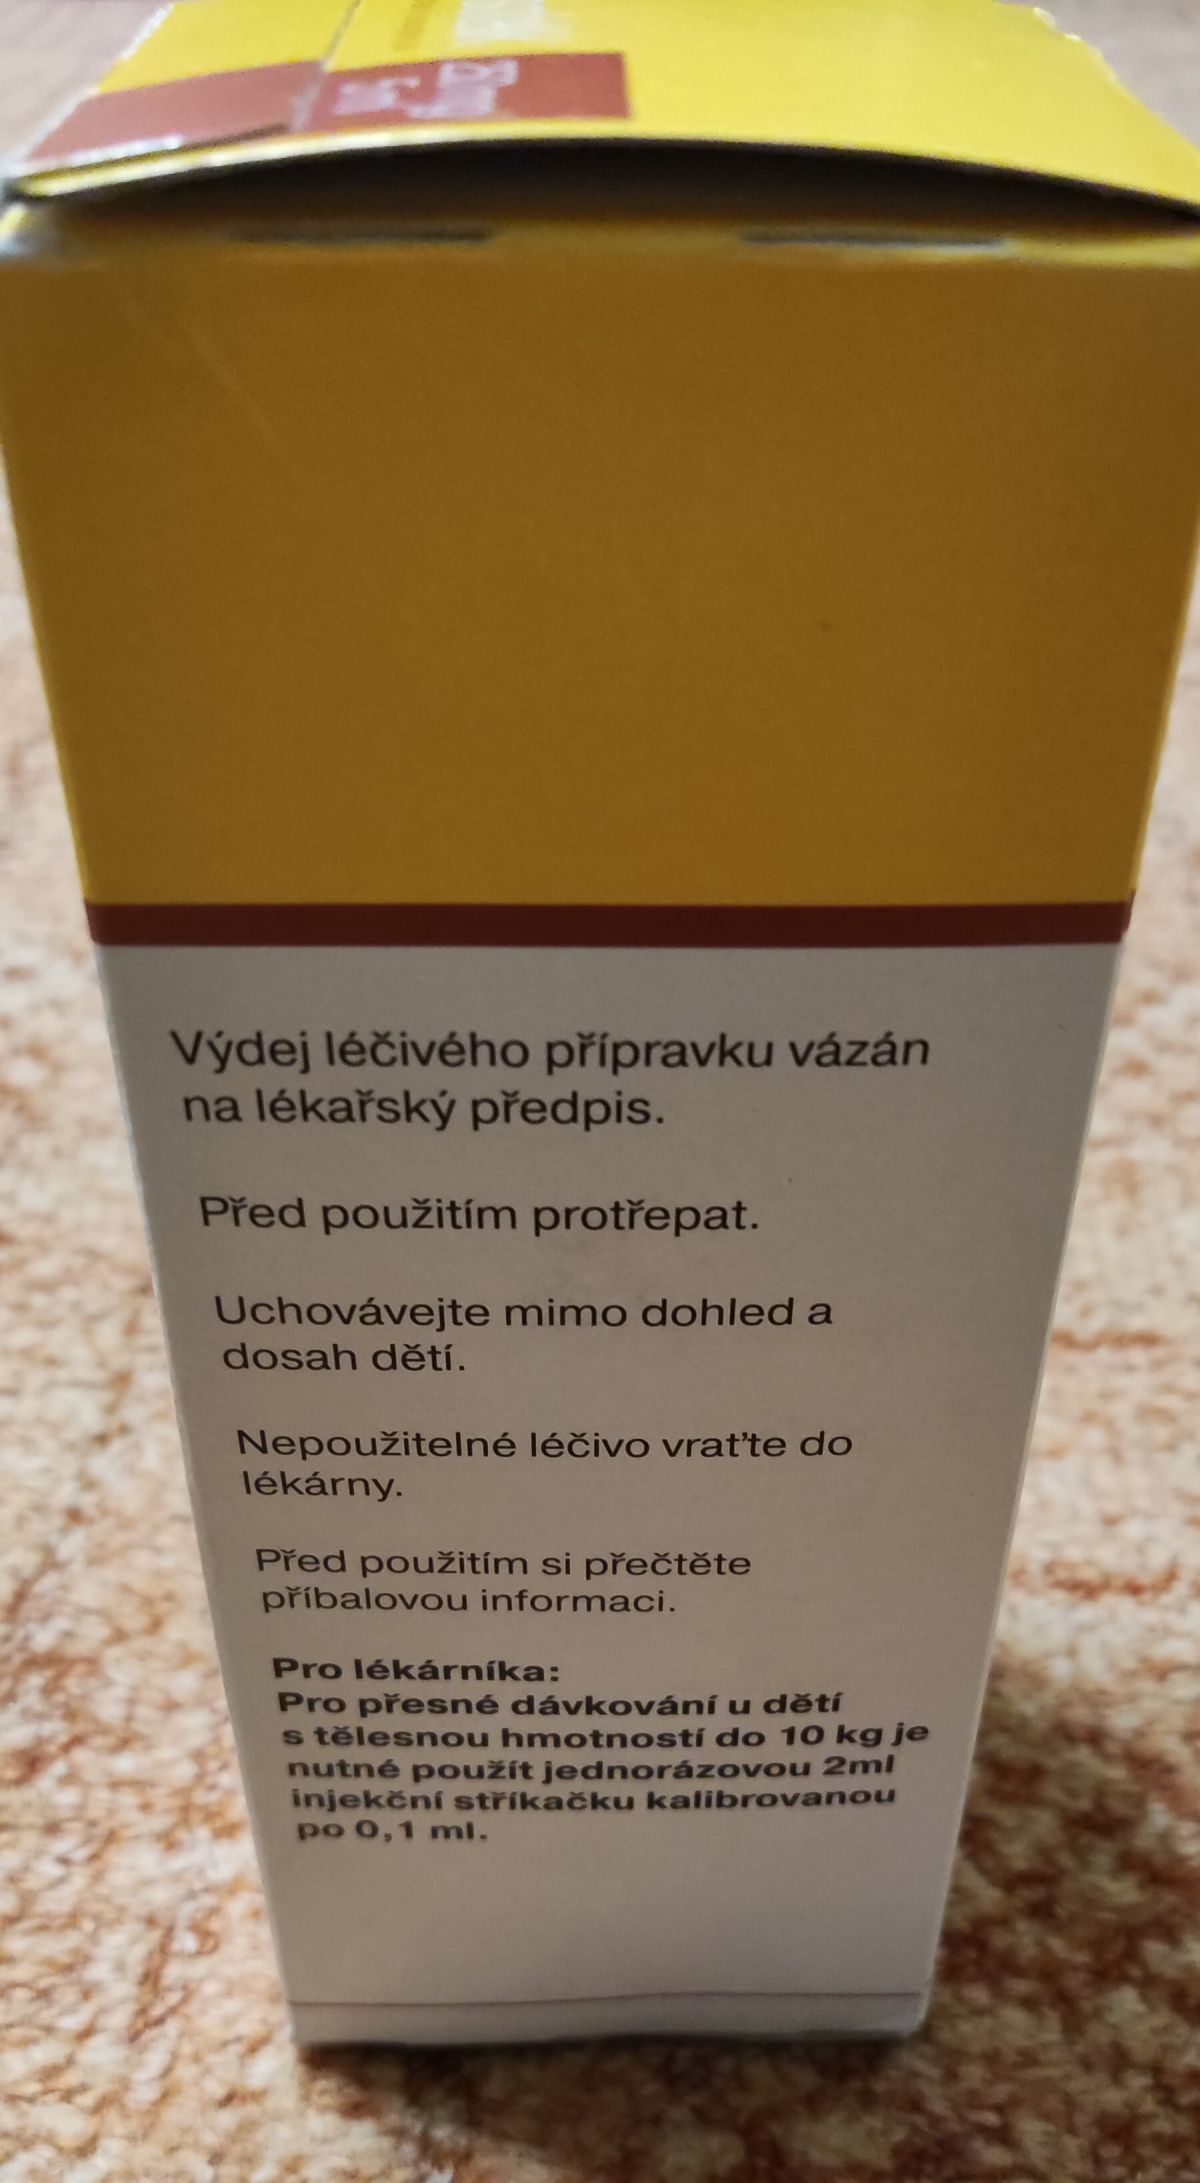 Výdej léčivého přípravku vázán
na lékařský předpis.
Před použitím protřepat.
Uchovávejte mimo dohled a
dosah dětí.
Nepoužitelné léčivo vraťte do
lékárny.
Před použitím si přečtěte
příbalovou informaci.
Pro lékárníka:
Pro přesné dávkování u dětí
s tělesnou hmotností do 10 kg je
nutné použít jednorázovou 2ml
injekční stříkačku kalibrovanou
po 0,1 ml.